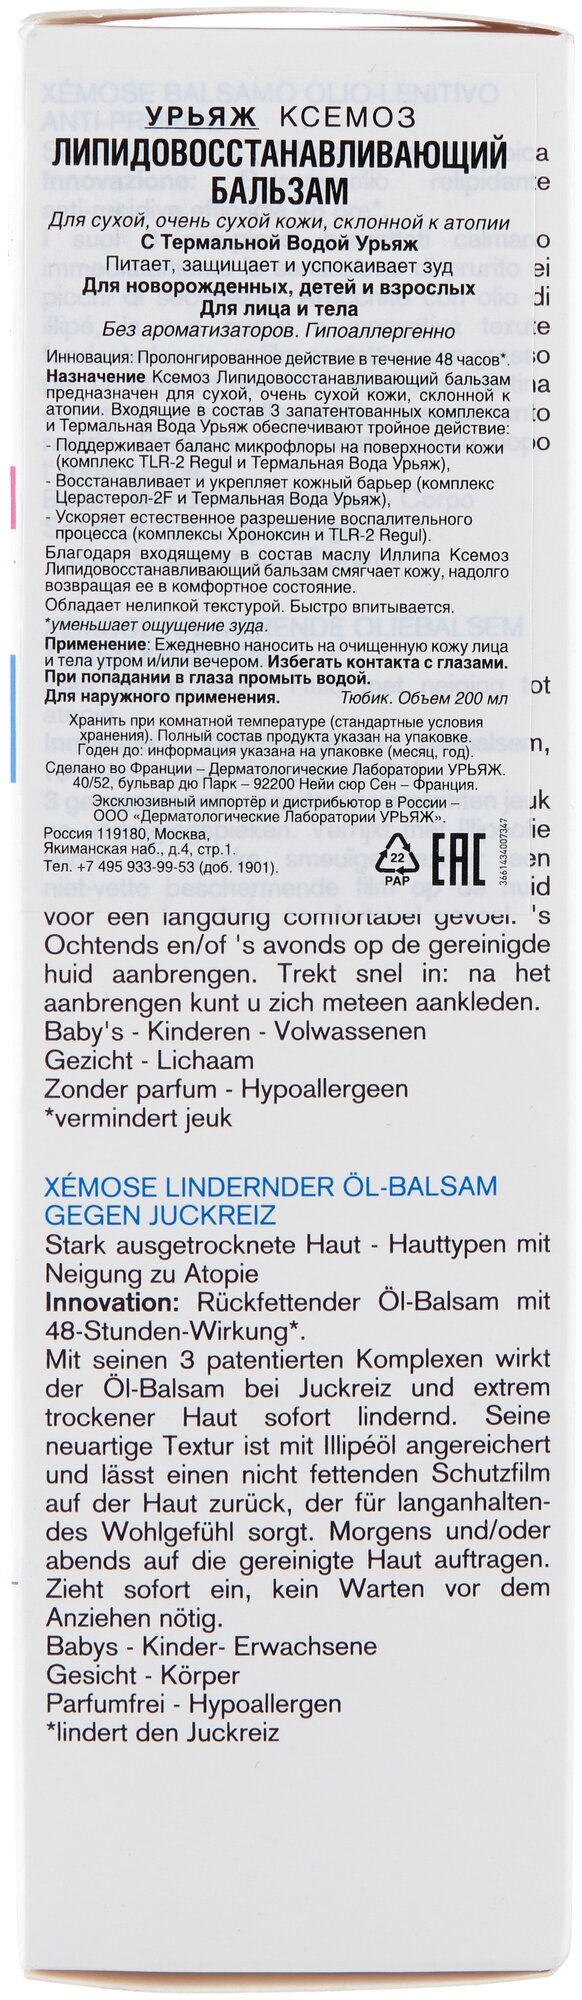 XÉMOSE BALSAMO OLIO-LENITIVO
УРЬЯЖ КСЕМОЗ
ЛИПИДОВОССТАНАВЛИВАЮЩИЙ
БАЛЬЗАМ
Для сухой, очень сухой кожи, склонной к атопии
С Термальной Водой Урьяж
Питает, защищает и успокаивает зуд
Для новорожденных, детей и взрослых
Для лица и тела
Без ароматизаторов. Гипоаллергенно
Инновация: Пролонгированное действие в течение 48 часов*.
Назначение Ксемоз Липидовосстанавливающий бальзам
предназначен для сухой, очень сухой кожи, склонной к
атопии. Входящие в состав 3 запатентованных комплекса
и Термальная Вода Урьяж обеспечивают тройное действие:
- Поддерживает баланс микрофлоры на поверхности кожи
(комплекс TLR-2 Regul и Термальная Вода Урьяж),
- Восстанавливает и укрепляет кожный барьер (комплекс
Церастерол-2F и Термальная Вода Урьяж),
- Ускоряет естественное разрешение воспалительного
процесса (комплексы Хроноксин и TLR-2 Regul).
Благодаря входящему в состав маслу Иллипа Ксемоз
Липидовосстанавливающий бальзам смягчает кожу, надолго
возвращая ее в комфортное состояние.
Обладает нелипкой текстурой. Быстро впитывается.
*уменьшает ощущение зуда.
Применение: Ежедневно наносить на очищенную кожу лица
и тела утром и/или вечером. Избегать контакта с глазами.
При попадании в глаза промыть водой.
Для наружного применения. Тюбик. Объем 200 мл
Хранить при комнатной температуре (стандартные условия
хранения). Полный состав продукта указан на упаковке.
Годен до: информация указана на упаковке (месяц, год).
Сделано во Франции – Дерматологические Лаборатории УРЬЯЖ.
40/52, бульвар дю Парк – 92200 Нейи сюр Сен – Франция.
Эксклюзивный импортёр и дистрибьютор в России –
ООО «Дерматологические Лаборатории УРЬЯЖ».
Россия 119180, Москва,
Якиманская наб., д.4, стр.1.
Тел. +7 495 933-99-53 (доб. 1901).
22
PAP
EAC
3661434007347
voor een langdurig comfortabel gevoel. 's
Ochtends en/of 's avonds op de gereinigde
huid aanbrengen. Trekt snel in: na het
aanbrengen kunt u zich meteen aankleden.
Baby's - Kinderen - Volwassenen
Gezicht - Lichaam
Zonder parfum - Hypoallergeen
*vermindert jeuk
XÉMOSE LINDERNDER ÖL-BALSAM
GEGEN JUCKREIZ
Stark ausgetrocknete Haut - Hauttypen mit
Neigung zu Atopie
Innovation: Rückfettender Öl-Balsam mit
48-Stunden-Wirkung*.
Mit seinen 3 patentierten Komplexen wirkt
der Öl-Balsam bei Juckreiz und extrem
trockener Haut sofort lindernd. Seine
neuartige Textur ist mit Illipéöl angereichert
und lässt einen nicht fettenden Schutzfilm
auf der Haut zurück, der für langanhalten-
des Wohlgefühl sorgt. Morgens und/oder
abends auf die gereinigte Haut auftragen.
Zieht sofort ein, kein Warten vor dem
Anziehen nötig.
Babys - Kinder- Erwachsene
Gesicht - Körper
Parfumfrei - Hypoallergen
*lindert den Juckreiz